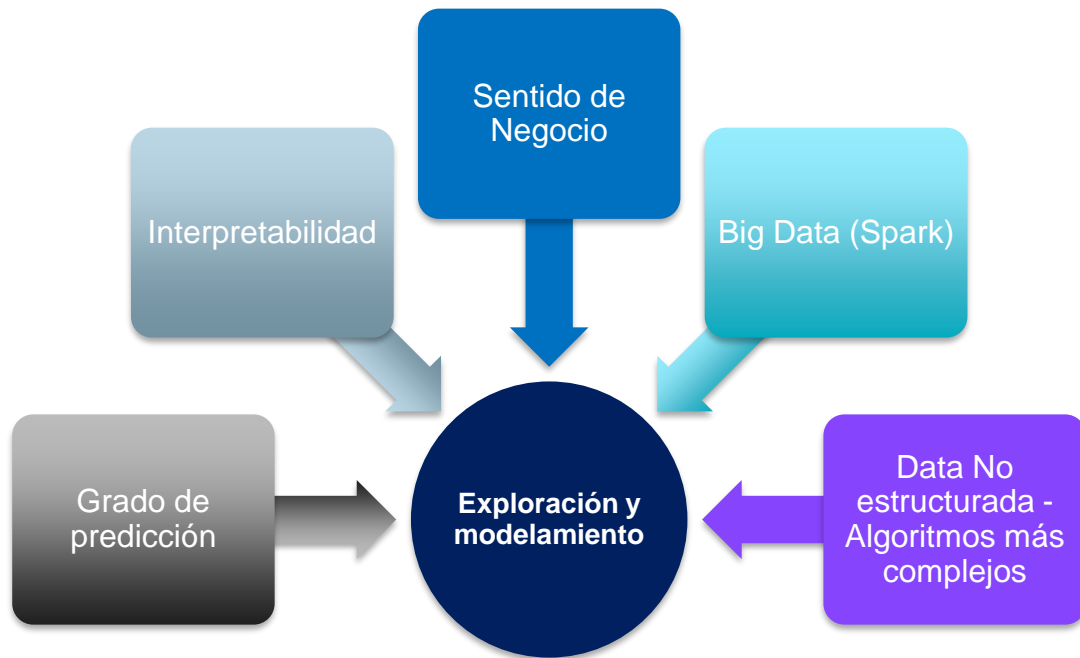 Sentido de
Negocio
Interpretabilidad
Big Data (Spark)
Grado de
predicción
Exploración y
modelamiento
Data No
estructurada -
Algoritmos más
complejos